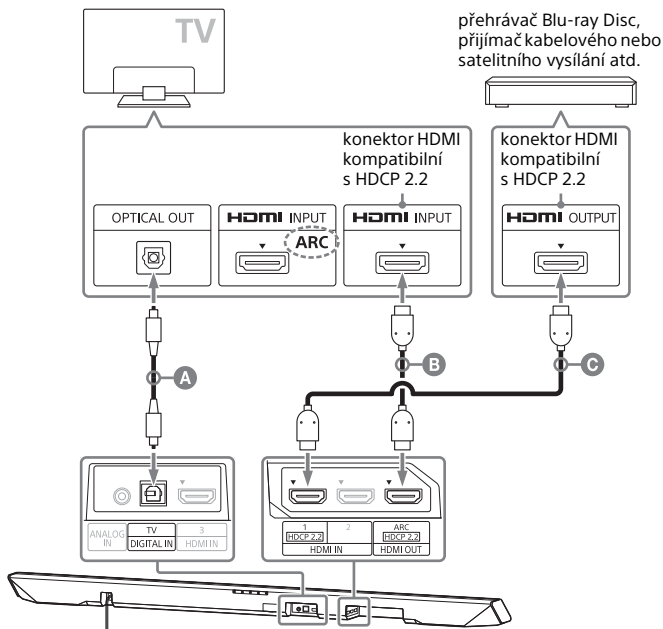 TV
přehrávač Blu-ray Disc,
přijímač kabelového nebo
satelitního vysílání atd.
konektor HDMI
kompatibilní
s HDCP 2.2
konektor HDMI
kompatibilní
s HDCP 2.2
OPTICAL OUT
HDMI INPUT
ARC
HDMI INPUT
HDMI OUTPUT
A
B
C
ANALOG
IN
TV
DIGITAL IN
3
HDMI IN
1
HDCP 2.2
2
HDMI IN
ARC
HDCP 2.2
HDMI OUT